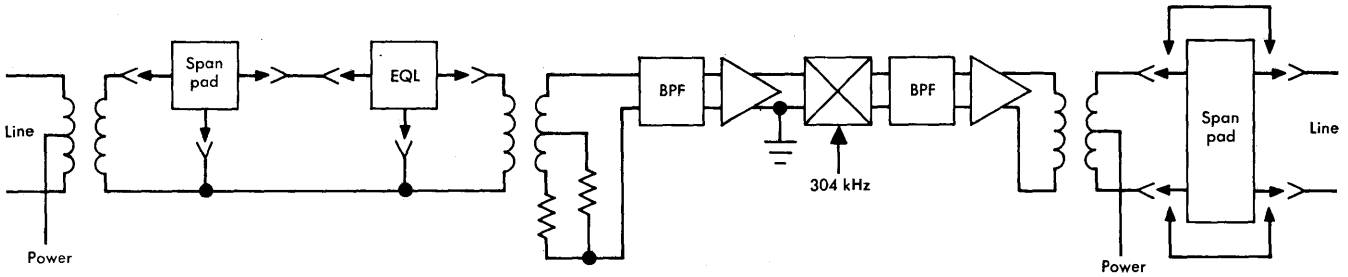 Line
Power
Span
pad
EQL
BPF
304 kHz
BPF
Power
Span
pad
Line